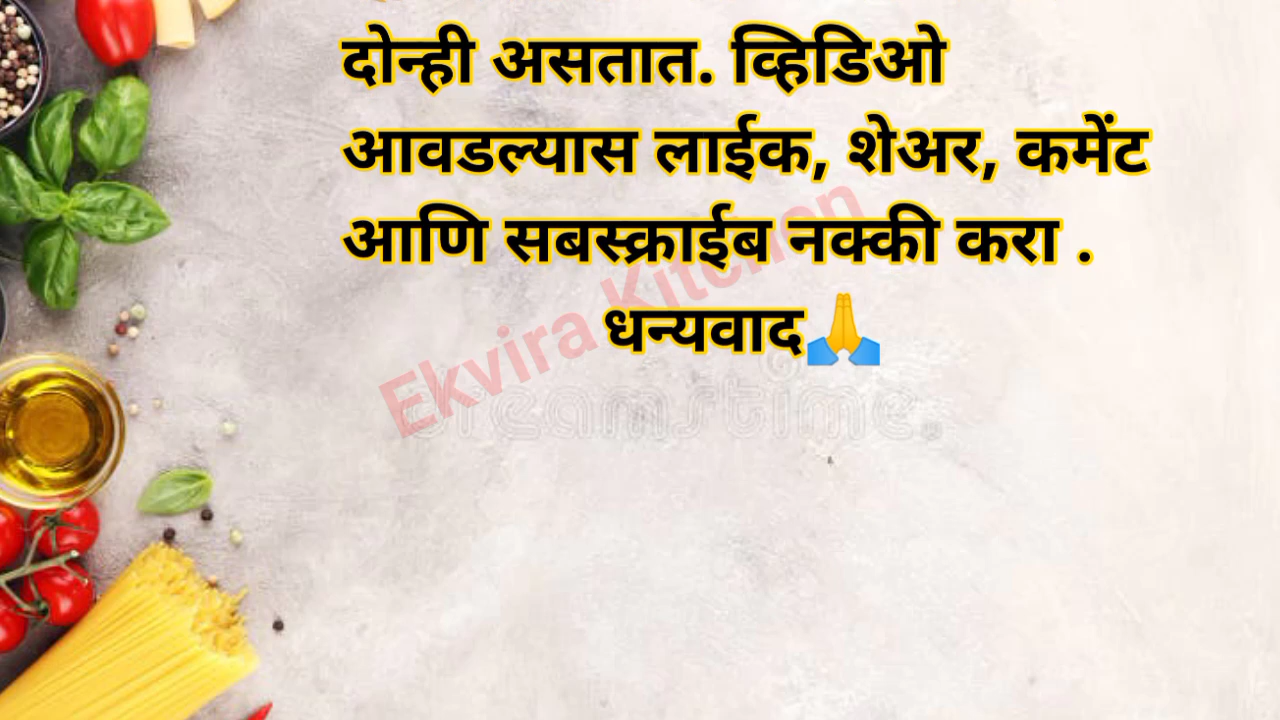 दोन्ही असतात. व्हिडिओ
आवडल्यास लाईक, शेअर, कमेंट
आणि सबस्क्राईब नक्की करा .
धन्यवाद🙏
Ekvira Kitchen
dreamstime.